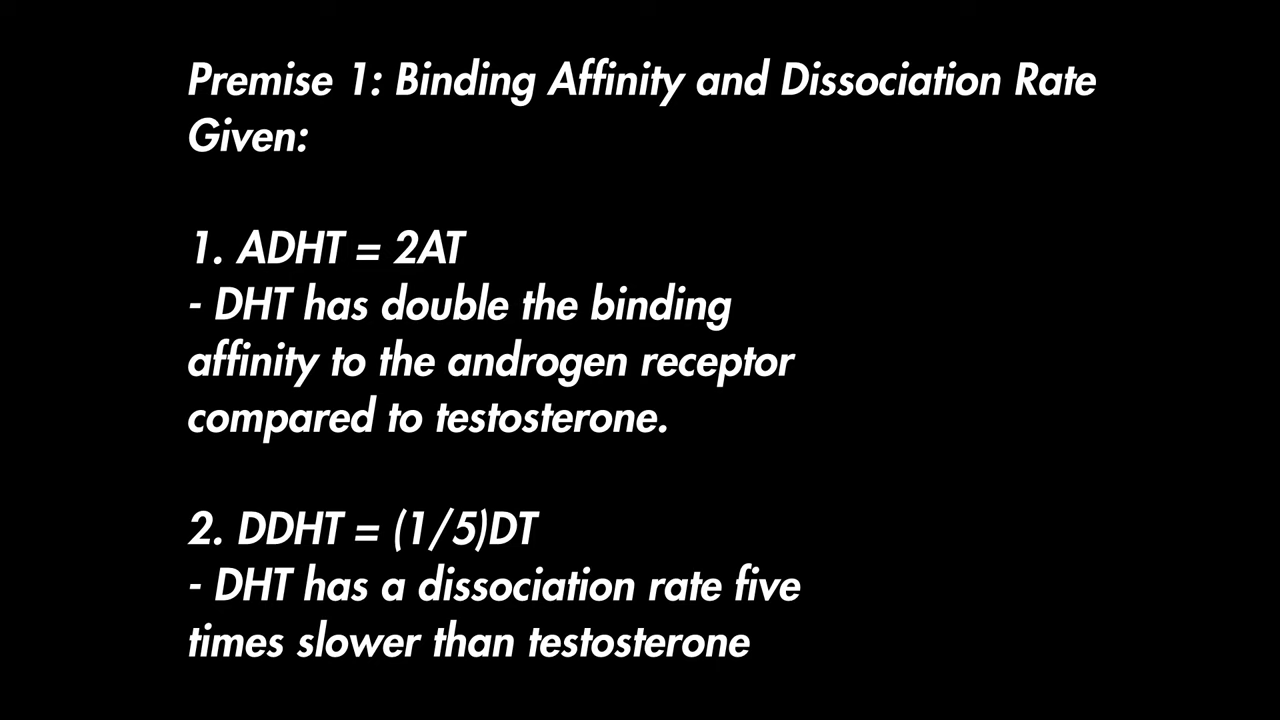 Premise 1: Binding Affinity and Dissociation Rate
Given:
1. ADHT = 2AT
- DHT has double the binding
affinity to the androgen receptor
compared to testosterone.
2. DDHT = (1/5)DT
- DHT has a dissociation rate five
times slower than testosterone